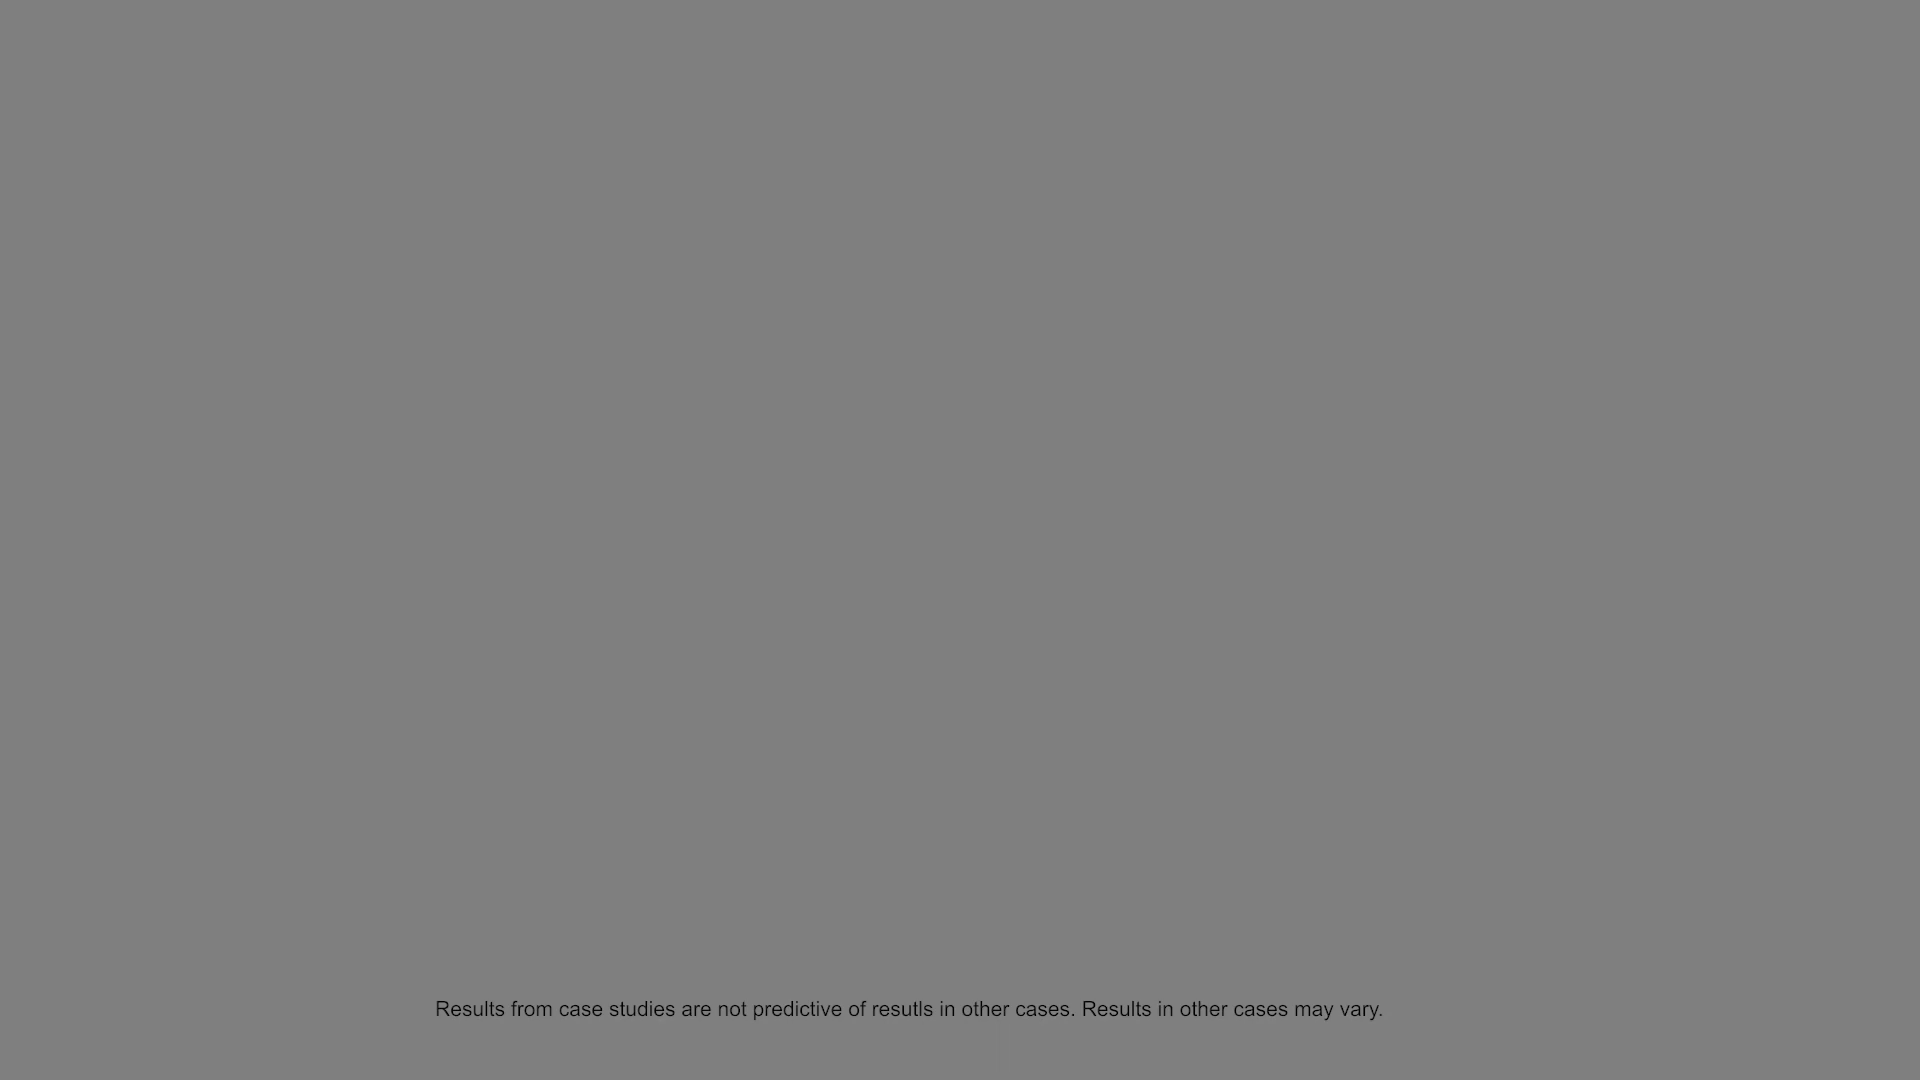 Results from case studies are not predictive of resutls in other cases. Results in other cases may vary.